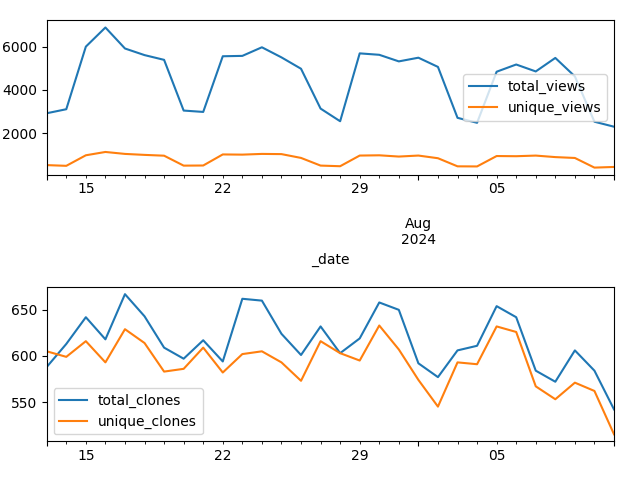 6000
4000
2000
total_views
unique_views
15
22
29
05
Aug
2024
_date
650
600
550
total_clones
unique_clones
15
22
29
05